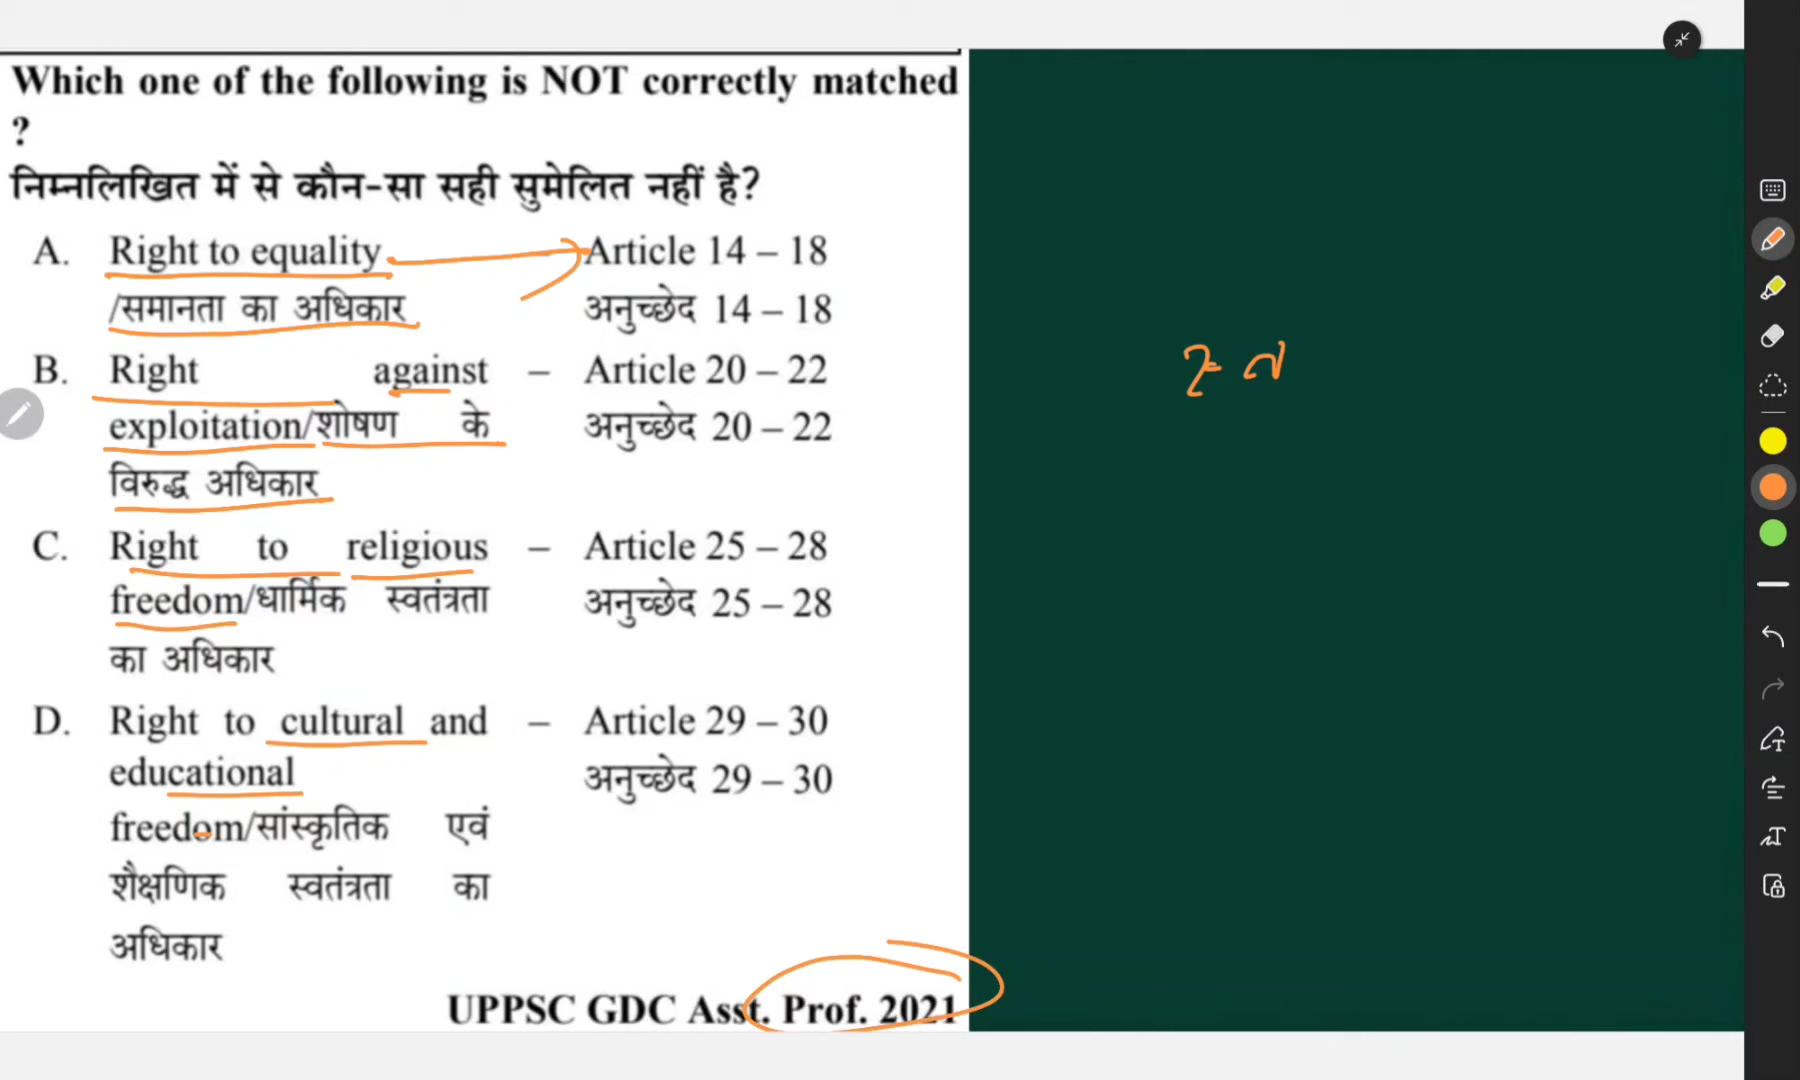 Which one of the following is NOT correctly matched
?
निम्नलिखित में से कौन-सा सही सुमेलित नहीं है?
A. Right to equality Article 14 – 18
/समानता का अधिकार अनुच्छेद 14 – 18
B. Right against – Article 20 – 22
exploitation/शोषण के अनुच्छेद 20 – 22
विरुद्ध अधिकार
C. Right to religious – Article 25 – 28
freedom/धार्मिक स्वतंत्रता अनुच्छेद 25 – 28
का अधिकार
D. Right to cultural and – Article 29 – 30
educational अनुच्छेद 29 – 30
freedom/सांस्कृतिक एवं
शैक्षणिक स्वतंत्रता का
अधिकार
UPPSC GDC Asst. Prof. 2021